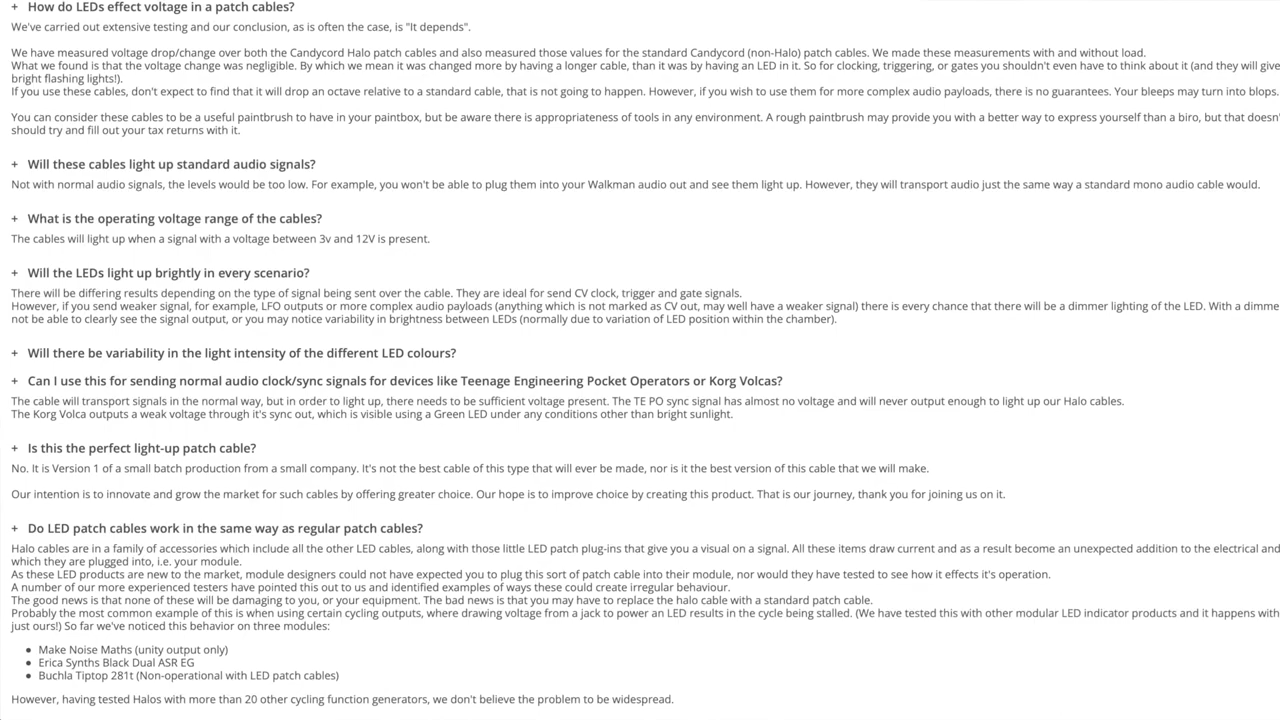 + How do LEDs effect voltage in a patch cables?
We've carried out extensive testing and our conclusion, as is often the case, is "It depends".
We have measured voltage drop/change over both the Candycord Halo patch cables and also measured those values for the standard Candycord (non-Halo) patch cables. We made these measurements with and without load.
What we found is that the voltage change was negligible. By which we mean it was changed more by having a longer cable, than it was by having an LED in it. So for clocking, triggering, or gates you shouldn't even have to think about it (and they will give
bright flashing lights!).
If you use these cables, don't expect to find that it will drop an octave relative to a standard cable, that is not going to happen. However, if you wish to use them for more complex audio payloads, there is no guarantees. Your bleeps may turn into blops.
You can consider these cables to be a useful paintbrush to have in your paintbox, but be aware there is appropriateness of tools in any environment. A rough paintbrush may provide you with a better way to express yourself than a biro, but that doesn'
should try and fill out your tax returns with it.
+ Will these cables light up standard audio signals?
Not with normal audio signals, the levels would be too low. For example, you won't be able to plug them into your Walkman audio out and see them light up. However, they will transport audio just the same way a standard mono audio cable would.
+ What is the operating voltage range of the cables?
The cables will light up when a signal with a voltage between 3v and 12V is present.
+ Will the LEDs light up brightly in every scenario?
There will be differing results depending on the type of signal being sent over the cable. They are ideal for send CV clock, trigger and gate signals.
However, if you send weaker signal, for example, LFO outputs or more complex audio payloads (anything which is not marked as CV out, may well have a weaker signal) there is every chance that there will be a dimmer lighting of the LED. With a dimme
not be able to clearly see the signal output, or you may notice variability in brightness between LEDs (normally due to variation of LED position within the chamber).
+ Will there be variability in the light intensity of the different LED colours?
+ Can I use this for sending normal audio clock/sync signals for devices like Teenage Engineering Pocket Operators or Korg Volcas?
The cable will transport signals in the normal way, but in order to light up, there needs to be sufficient voltage present. The TE PO sync signal has almost no voltage and will never output enough to light up our Halo cables.
The Korg Volca outputs a weak voltage through it's sync out, which is visible using a Green LED under any conditions other than bright sunlight.
+ Is this the perfect light-up patch cable?
No. It is Version 1 of a small batch production from a small company. It's not the best cable of this type that will ever be made, nor is it the best version of this cable that we will make.
Our intention is to innovate and grow the market for such cables by offering greater choice. Our hope is to improve choice by creating this product. That is our journey, thank you for joining us on it.
+ Do LED patch cables work in the same way as regular patch cables?
Halo cables are in a family of accessories which include all the other LED cables, along with those little LED patch plug-ins that give you a visual on a signal. All these items draw current and as a result become an unexpected addition to the electrical and
which they are plugged into, i.e. your module.
As these LED products are new to the market, module designers could not have expected you to plug this sort of patch cable into their module, nor would they have tested to see how it effects it's operation.
A number of our more experienced testers have pointed this out to us and identified examples of ways these could create irregular behaviour.
The good news is that none of these will be damaging to you, or your equipment. The bad news is that you may have to replace the halo cable with a standard patch cable.
Probably the most common example of this is when using certain cycling outputs, where drawing voltage from a jack to power an LED results in the cycle being stalled. (We have tested this with other modular LED indicator products and it happens with
just ours!) So far we've noticed this behavior on three modules:
● Make Noise Maths (unity output only)
● Erica Synths Black Dual ASR EG
● Buchla Tiptop 281t (Non-operational with LED patch cables)
However, having tested Halos with more than 20 other cycling function generators, we don't believe the problem to be widespread.